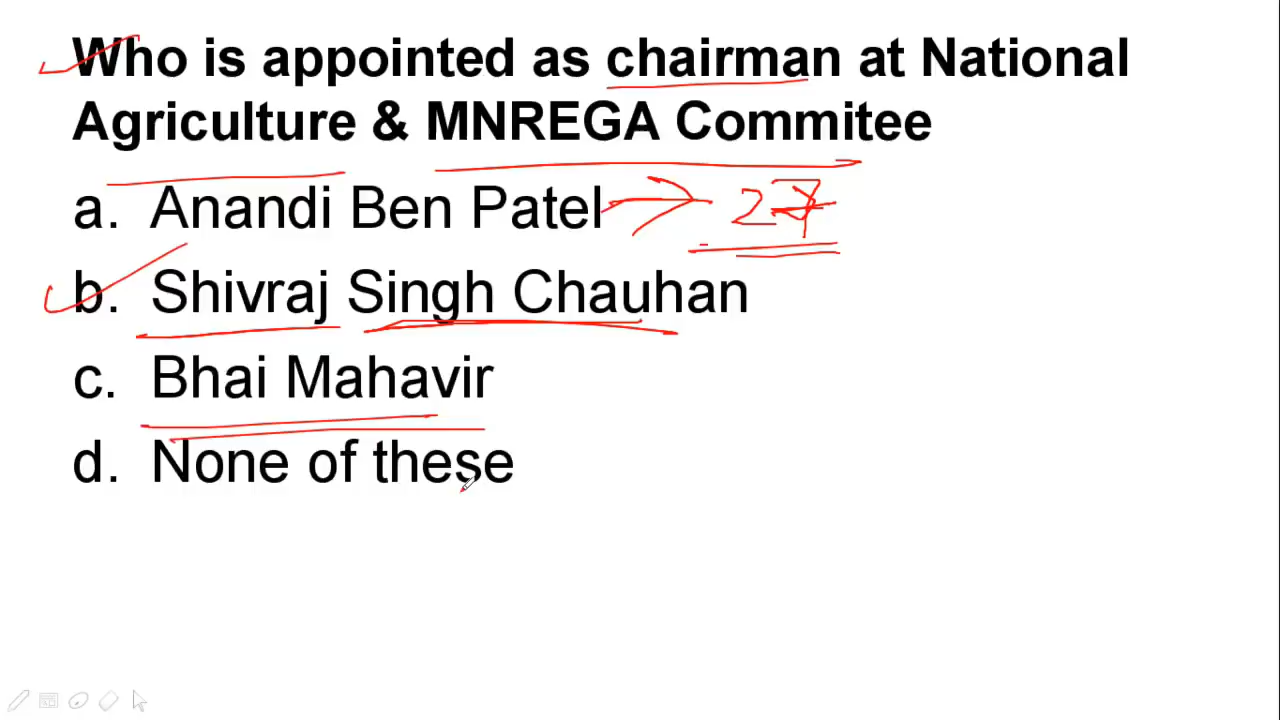 Who is appointed as chairman at National
Agriculture & MNREGA Commitee
a. Anandi Ben Patel 27
b. Shivraj Singh Chauhan
c. Bhai Mahavir
d. None of these